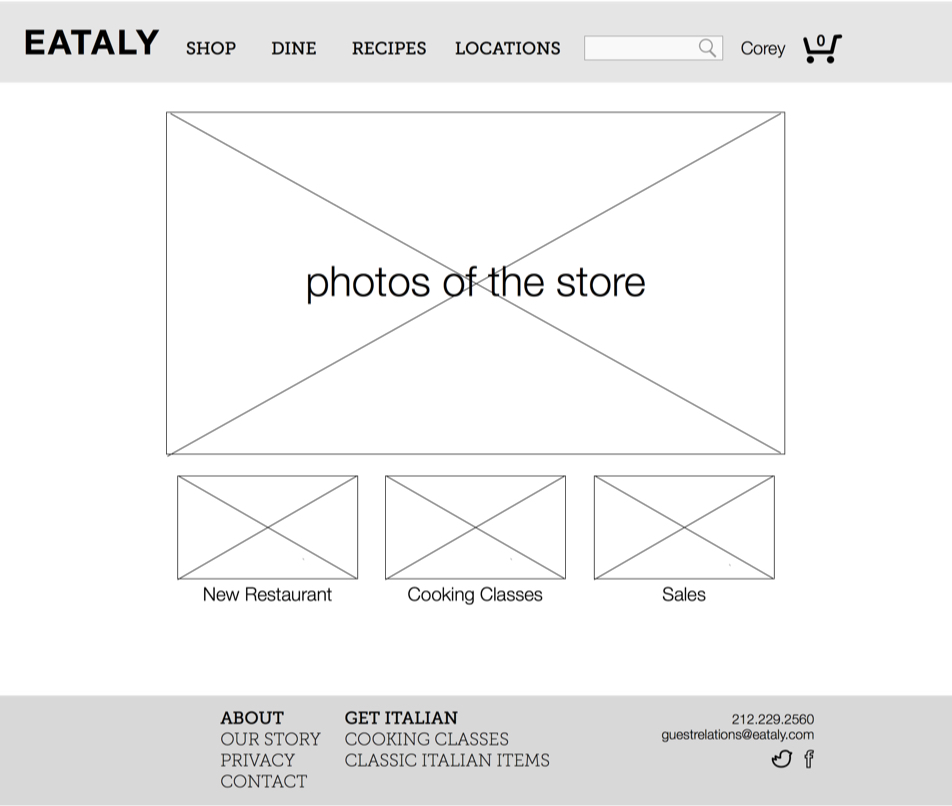 EATALY SHOP DINE RECIPES LOCATIONS Corey 0
photos of the store
New Restaurant Cooking Classes Sales
ABOUT
OUR STORY
PRIVACY
CONTACT
GET ITALIAN
COOKING CLASSES
CLASSIC ITALIAN ITEMS
212.229.2560
guestrelations@eataly.com